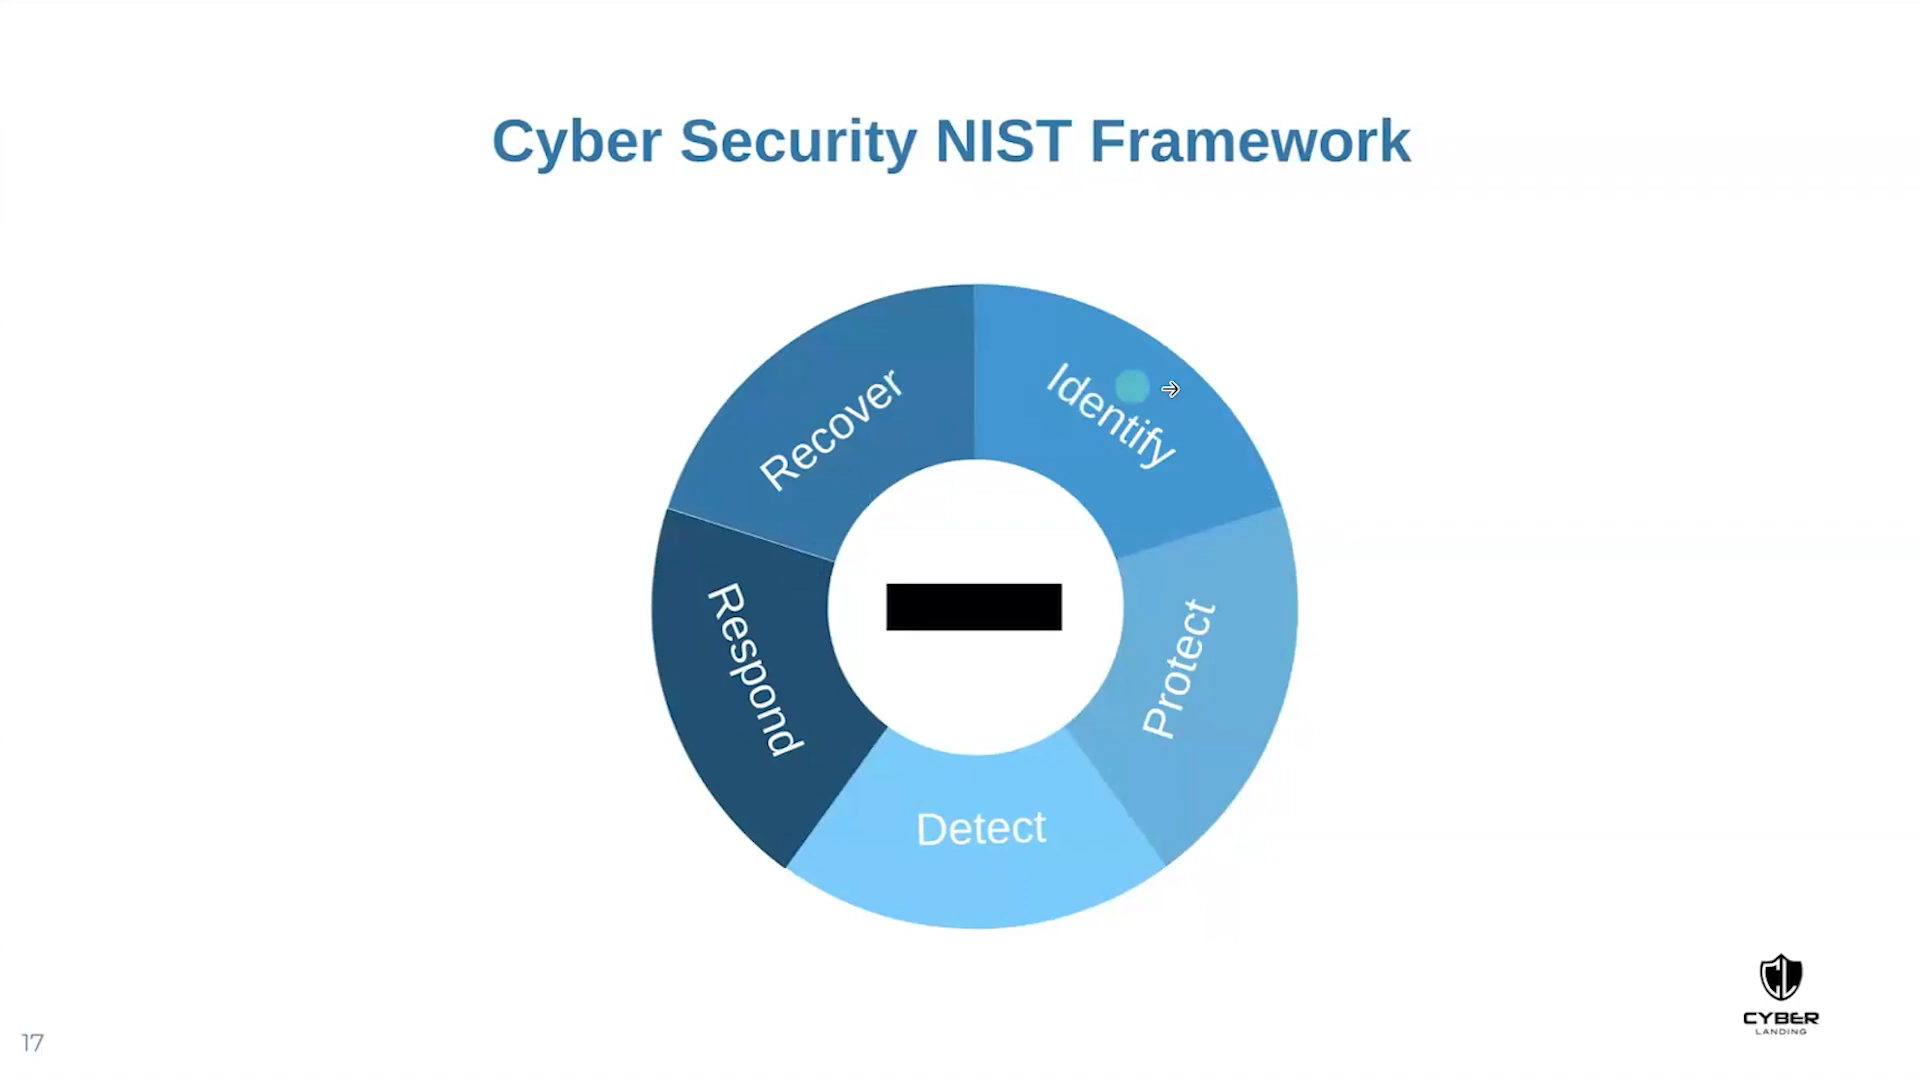 Cyber Security NIST Framework
Recover
Identify
Respond
Protect
Detect
CYBER
LANDING
17